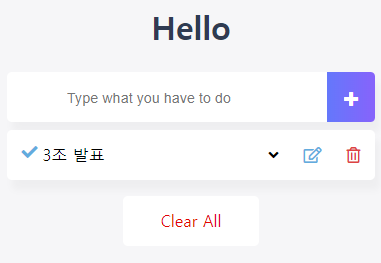 Hello
Type what you have to do
3조 발표
Clear All